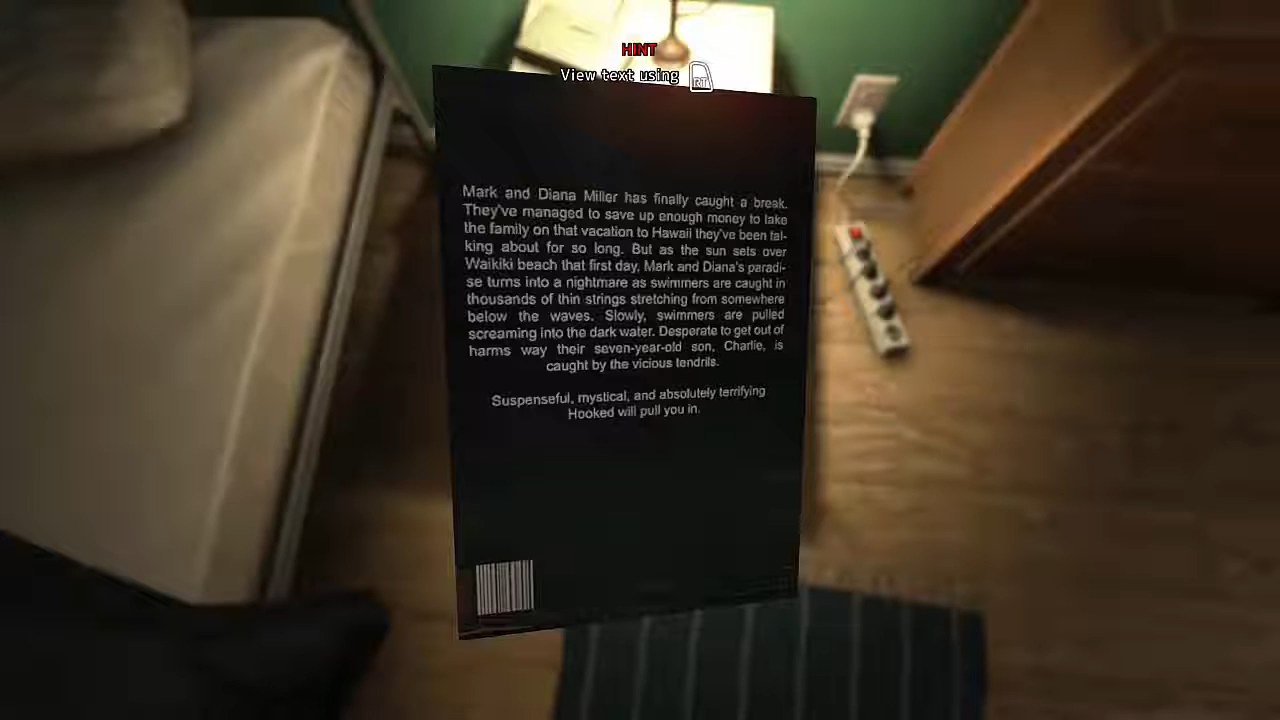 HINT
View text using RT
Mark and Diana Miller has finally caught a break.
They've managed to save up enough money to take
the family on that vacation to Hawaii they've been tal-
king about for so long. But as the sun sets over
Waikiki beach that first day, Mark and Diana's paradi-
se turns into a nightmare as swimmers are caught in
thousands of thin strings stretching from somewhere
below the waves. Slowly, swimmers are pulled
screaming into the dark water. Desperate to get out of
harms way their seven-year-old son, Charlie, is
caught by the vicious tendrils.
Suspenseful, mystical, and absolutely terrifying
Hooked will pull you in.